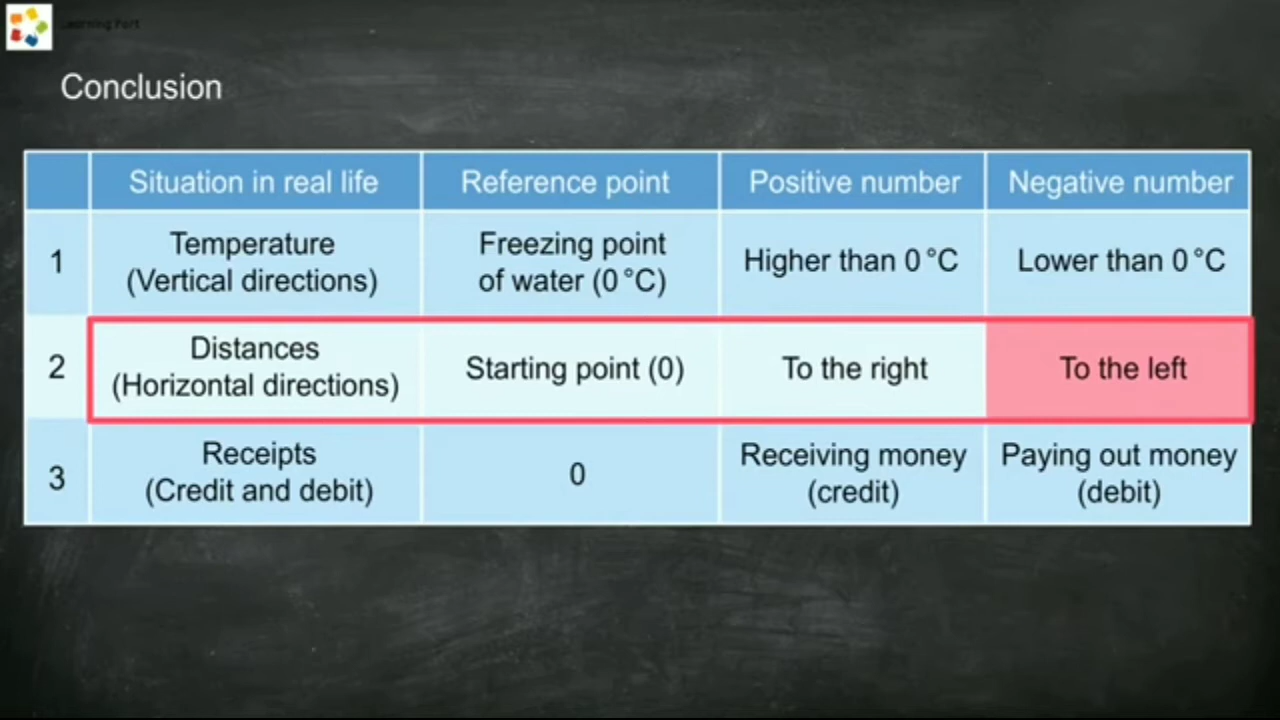 Learning Port
Conclusion
Situation in real life
Reference point
Positive number
Negative number
1
Temperature
(Vertical directions)
Freezing point
of water (0 °C)
Higher than 0 °C
Lower than 0 °C
2
Distances
(Horizontal directions)
Starting point (0)
To the right
To the left
3
Receipts
(Credit and debit)
0
Receiving money
(credit)
Paying out money
(debit)